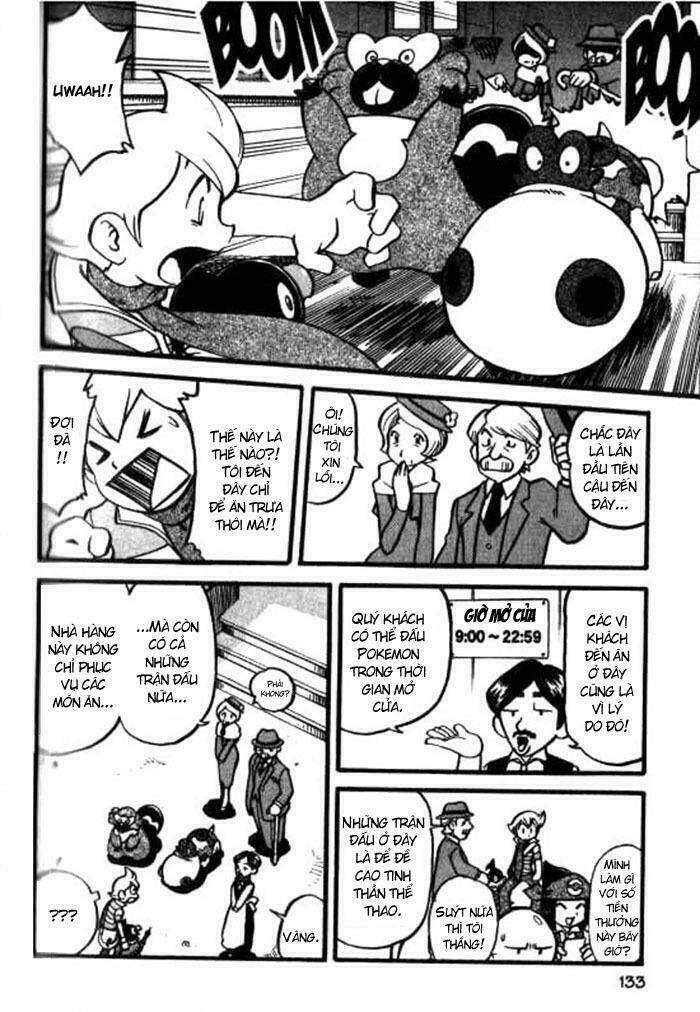 BOOM
BOOM
UWAAH!!
CHẮC ĐÂY
LÀ LẦN
ĐẦU TIÊN
CẬU ĐẾN
ĐÂY...
ÔI!
CHÚNG
TÔI
XIN
LỖI...
THẾ NÀY LÀ
THẾ NÀO?!
TÔI ĐẾN
ĐÂY CHỈ
ĐỂ ĂN TRƯA
THÔI MÀ!!
ĐỢI
ĐÃ
!!
CÁC VỊ
KHÁCH
ĐẾN ĂN
Ở ĐÂY
CŨNG LÀ
VÌ LÝ
DO ĐÓ!
GIỜ MỞ CỬA
9:00 ~ 22:59
QUÝ KHÁCH
CÓ THỂ ĐẤU
POKEMON
TRONG THỜI
GIAN MỞ
CỬA.
PHẢI
KHÔNG?
...MÀ CÒN
CÓ CẢ
NHỮNG
TRẬN ĐẤU
NỮA...
NHÀ HÀNG
NÀY KHÔNG
CHỈ PHỤC
VỤ CÁC
MÓN ĂN...
VÂNG.
???
MÌNH
LÀM GÌ
VỚI SỐ
TIỀN
THƯỞNG
NÀY BÂY
GIỜ?
SUÝT NỮA
THÌ TÔI
THẮNG!
NHỮNG TRẬN
ĐẤU Ở ĐÂY
LÀ ĐỂ ĐỀ
CAO TINH
THẦN THỂ
THAO.
133